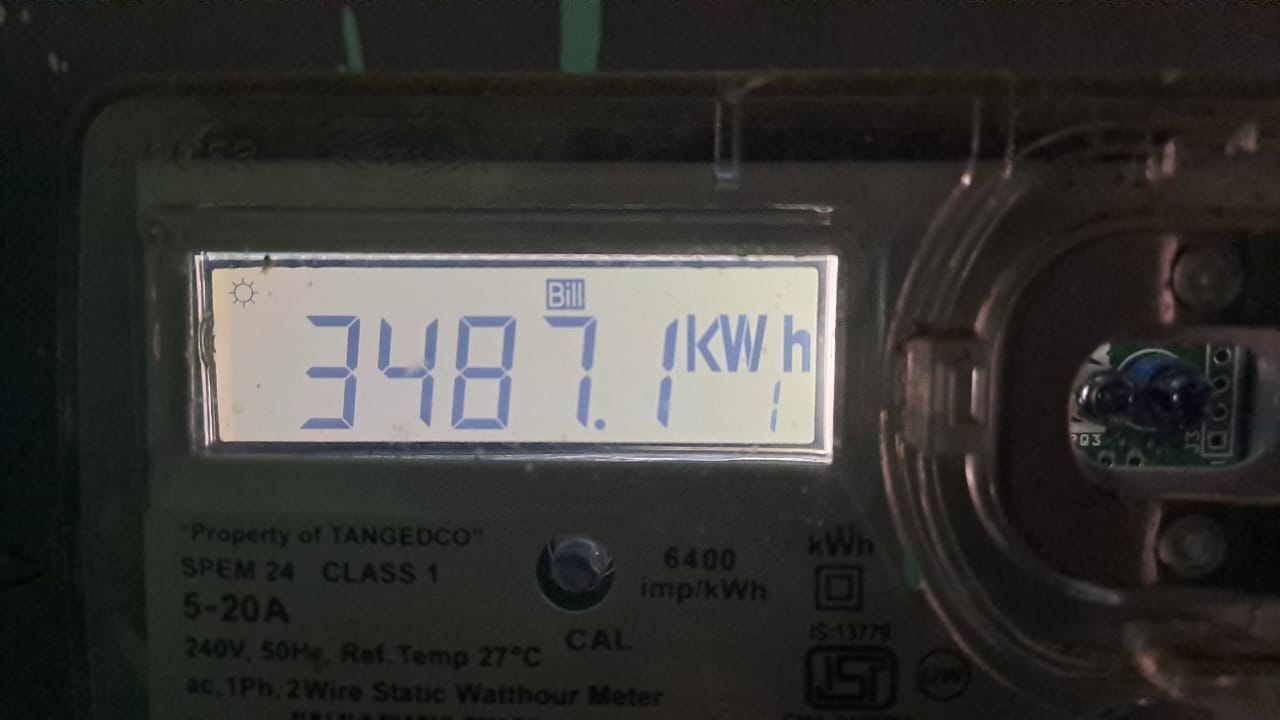 Bill
3487.1 kWh
1
"Property of TANGEDCO"
SPEM 24 CLASS 1
5-20A
240V, 50Hz, Ref. Temp 27°C
ac,1Ph, 2Wire Static Watthour Meter
CAL
6400
imp/kWh
kWh
IS:13779
ISI
UW
PQ3
J3